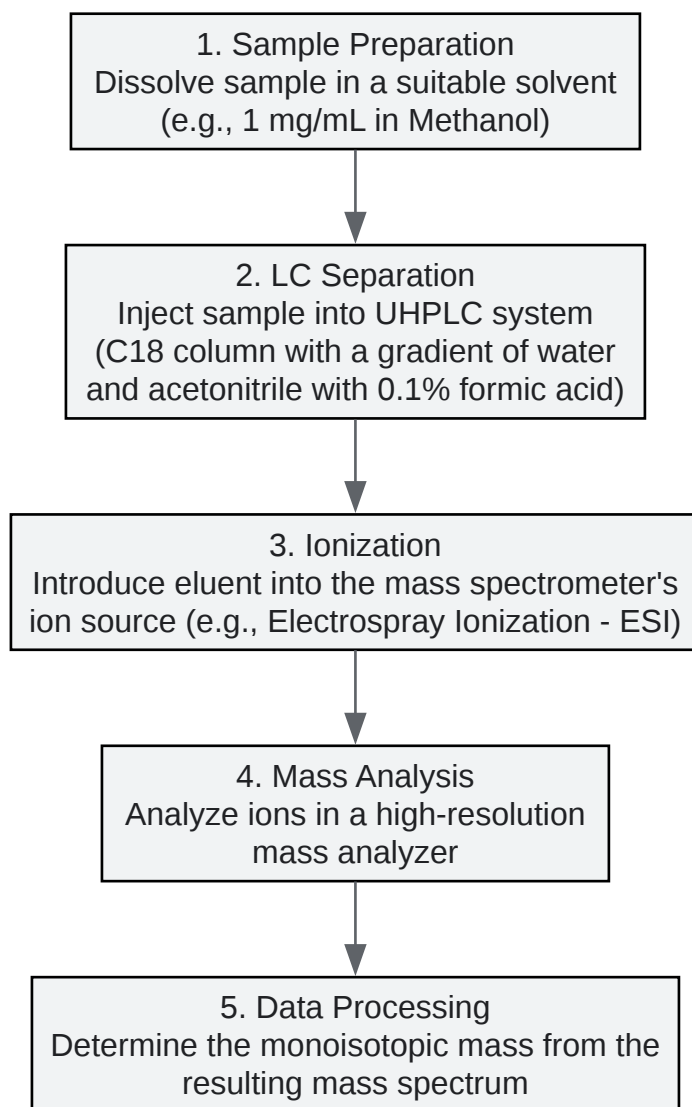 1. Sample Preparation
Dissolve sample in a suitable solvent
(e.g., 1 mg/mL in Methanol)
2. LC Separation
Inject sample into UHPLC system
(C18 column with a gradient of water
and acetonitrile with 0.1% formic acid)
3. Ionization
Introduce eluent into the mass spectrometer's
ion source (e.g., Electrospray Ionization - ESI)
4. Mass Analysis
Analyze ions in a high-resolution
mass analyzer
5. Data Processing
Determine the monoisotopic mass from the
resulting mass spectrum